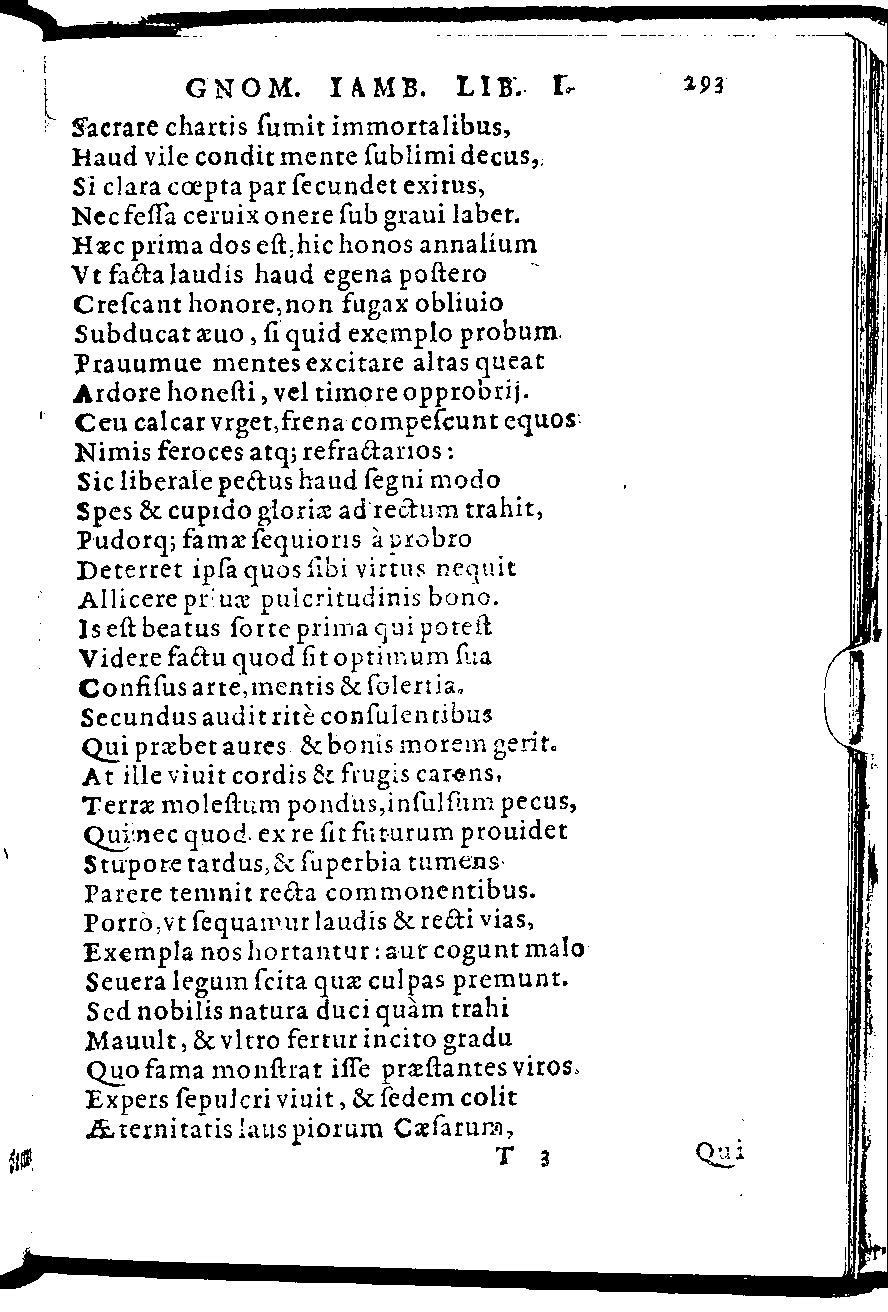 GNOM. IAMB. LIB. I. 293
Sacrare chartis ſumit immortalibus,
Haud vile condit mente ſublimi decus,
Si clara cœpta par ſecundet exitus,
Nec feſſa ceruix onere ſub graui labet.
Hæc prima dos eſt, hic honos annalium
Vt facta laudis haud egena poſtero
Creſcant honore, non fugax obliuio
Subducat æuo, ſi quid exemplo probum
Prauumue mentes excitare altas queat
Ardore honeſti, vel timore opprobrij.
Ceu calcar vrget, frena compeſcunt equos
Nimis feroces atq; refractarios:
Sic liberale pectus haud ſegni modo
Spes & cupido gloriæ ad rectum trahit,
Pudorq; famæ ſequioris à probro
Deterret ipſa quos ſibi virtus nequit
Allicere priuæ pulcritudinis bono.
Is eſt beatus ſorte prima qui poteſt
Videre factu quod ſit optimum ſua
Confiſus arte, mentis & ſolertia.
Secundus audit ritè conſulentibus
Qui præbet aures & bonis morem gerit.
At ille viuit cordis & frugis carens,
Terræ moleſtum pondus, inſulſum pecus,
Qui nec quod ex re ſit futurum prouidet
Stupore tardus, & ſuperbia tumens
Parere temnit recta commonentibus.
Porrò, vt ſequamur laudis & recti vias,
Exempla nos hortantur: aut cogunt malo
Seuera legum ſcita quæ culpas premunt.
Sed nobilis natura duci quàm trahi
Mauult, & vltro fertur incito gradu
Quo fama monſtrat iſſe præſtantes viros.
Expers ſepulcri viuit, & ſedem colit
Æternitatis laus piorum Cæſarum,
T 3 Qui